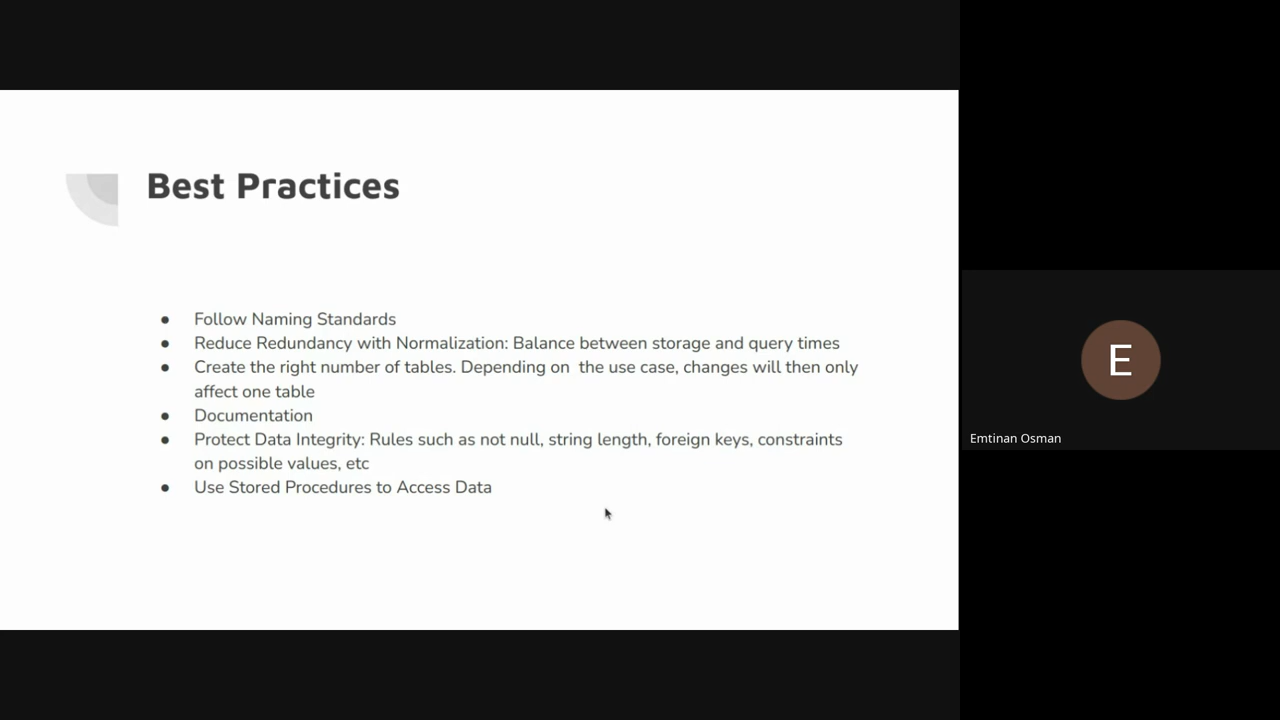 Best Practices
● Follow Naming Standards
● Reduce Redundancy with Normalization: Balance between storage and query times
● Create the right number of tables. Depending on  the use case, changes will then only
affect one table
● Documentation
● Protect Data Integrity: Rules such as not null, string length, foreign keys, constraints
on possible values, etc
● Use Stored Procedures to Access Data
E
Emtinan Osman